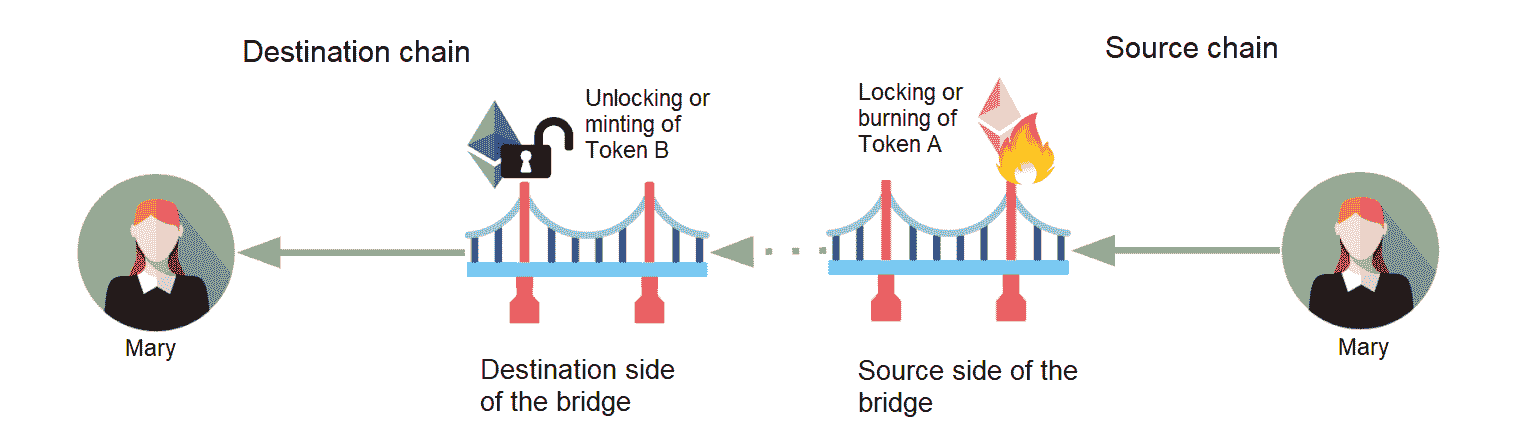 Destination chain
Source chain
Unlocking or
minting of
Token B
Locking or
burning of
Token A
Mary
Mary
Destination side
of the bridge
Source side of the
bridge